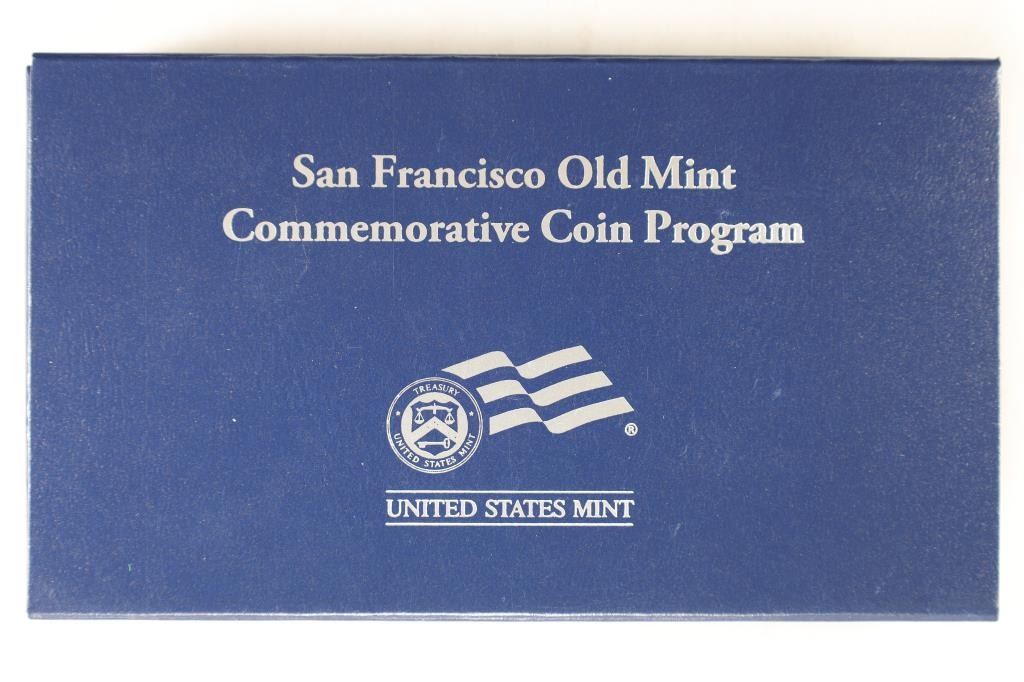 San Francisco Old Mint
Commemorative Coin Program
TREASURY
UNITED STATES MINT
®
UNITED STATES MINT